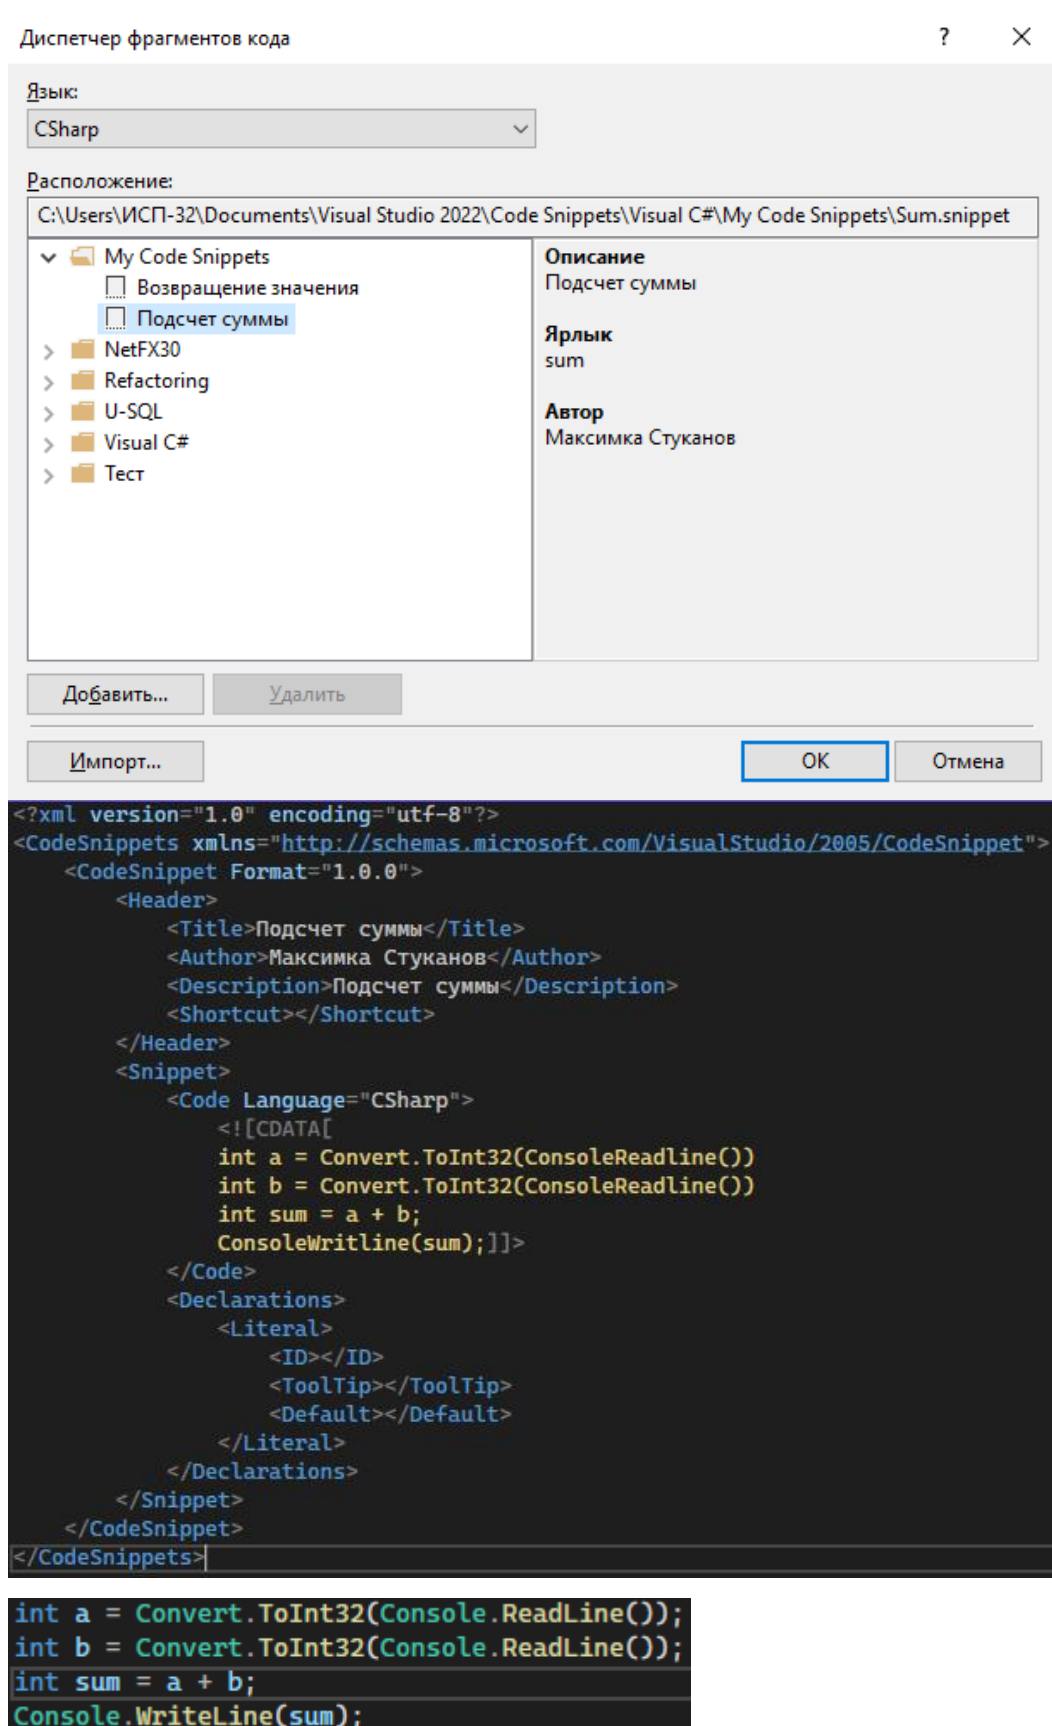 Диспетчер фрагментов кода
?
Язык:
CSharp
Расположение:
C:\Users\ИСП-32\Documents\Visual Studio 2022\Code Snippets\Visual C#\My Code Snippets\Sum.snippet
My Code Snippets
Возвращение значения
Подсчет суммы
NetFX30
Refactoring
U-SQL
Visual C#
Тест
Описание
Подсчет суммы
Ярлык
sum
Автор
Максимка Стуканов
Добавить...
Удалить
Импорт...
ОК
Отмена
<?xml version="1.0" encoding="utf-8"?>
<CodeSnippets xmlns="http://schemas.microsoft.com/VisualStudio/2005/CodeSnippet">
<CodeSnippet Format="1.0.0">
<Header>
<Title>Подсчет суммы</Title>
<Author>Максимка Стуканов</Author>
<Description>Подсчет суммы</Description>
<Shortcut></Shortcut>
</Header>
<Snippet>
<Code Language="CSharp">
<![CDATA[
int a = Convert.ToInt32(ConsoleReadline())
int b = Convert.ToInt32(ConsoleReadline())
int sum = a + b;
ConsoleWritline(sum);]]>
</Code>
<Declarations>
<Literal>
<ID></ID>
<ToolTip></ToolTip>
<Default></Default>
</Literal>
</Declarations>
</Snippet>
</CodeSnippet>
</CodeSnippets>
int a = Convert.ToInt32(Console.ReadLine());
int b = Convert.ToInt32(Console.ReadLine());
int sum = a + b;
Console.WriteLine(sum);